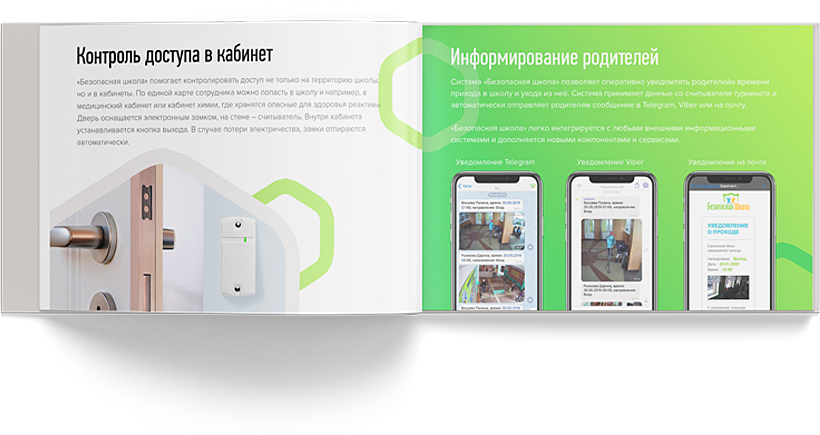 Контроль доступа в кабинет
«Безопасная школа» помогает контролировать доступ не только на территорию школы,
но и в кабинеты. По единой карте сотрудника можно попасть в школу и например, в
медицинский кабинет или кабинет химии, где хранятся опасные для здоровья реактивы
Дверь оснащается электронным замком, на стене – считыватель. Внутри кабинета
устанавливается кнопка выхода. В случае потери электричества, замки отпираются
автоматически.
Информирование родителей
Система «Безопасная школа» позволяет оперативно уведомлять родителейо времени
прихода в школу и ухода из неё. Система принимает данные со считывателя турникета и
автоматически отправляет родителям сообщение в Telegram, Viber или на почту.
«Безопасная школа» легко интегрируется с любыми внешними информационными
системами и дополняется новыми компонентами и сервисами.
Уведомление Telegram
Уведомление Viber
Уведомление на почте
Безопасная Школа
УВЕДОМЛЕНИЕ
О ПРОХОДЕ